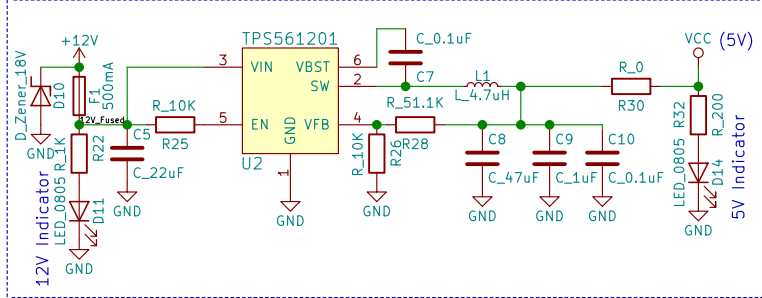 +12V
TPS561201
VCC (5V)
D_Zener_18V
D10
F1
500mA
12V_Fused
3
VIN
VBST
6
SW
2
C_0.1uF
C7
L1
L_4.7uH
R_0
R30
GND
R_1K
R22
C5
C_22uF
GND
R_10K
R25
5
EN
GND
1
VFB
4
U2
GND
R_51.1K
R28
R_10K
R26
GND
C8
C_47uF
GND
C9
C_1uF
GND
C10
C_0.1uF
GND
R32
R_200
LED_0805
D14
GND
5V Indicator
12V Indicator
LED_0805
D11
GND